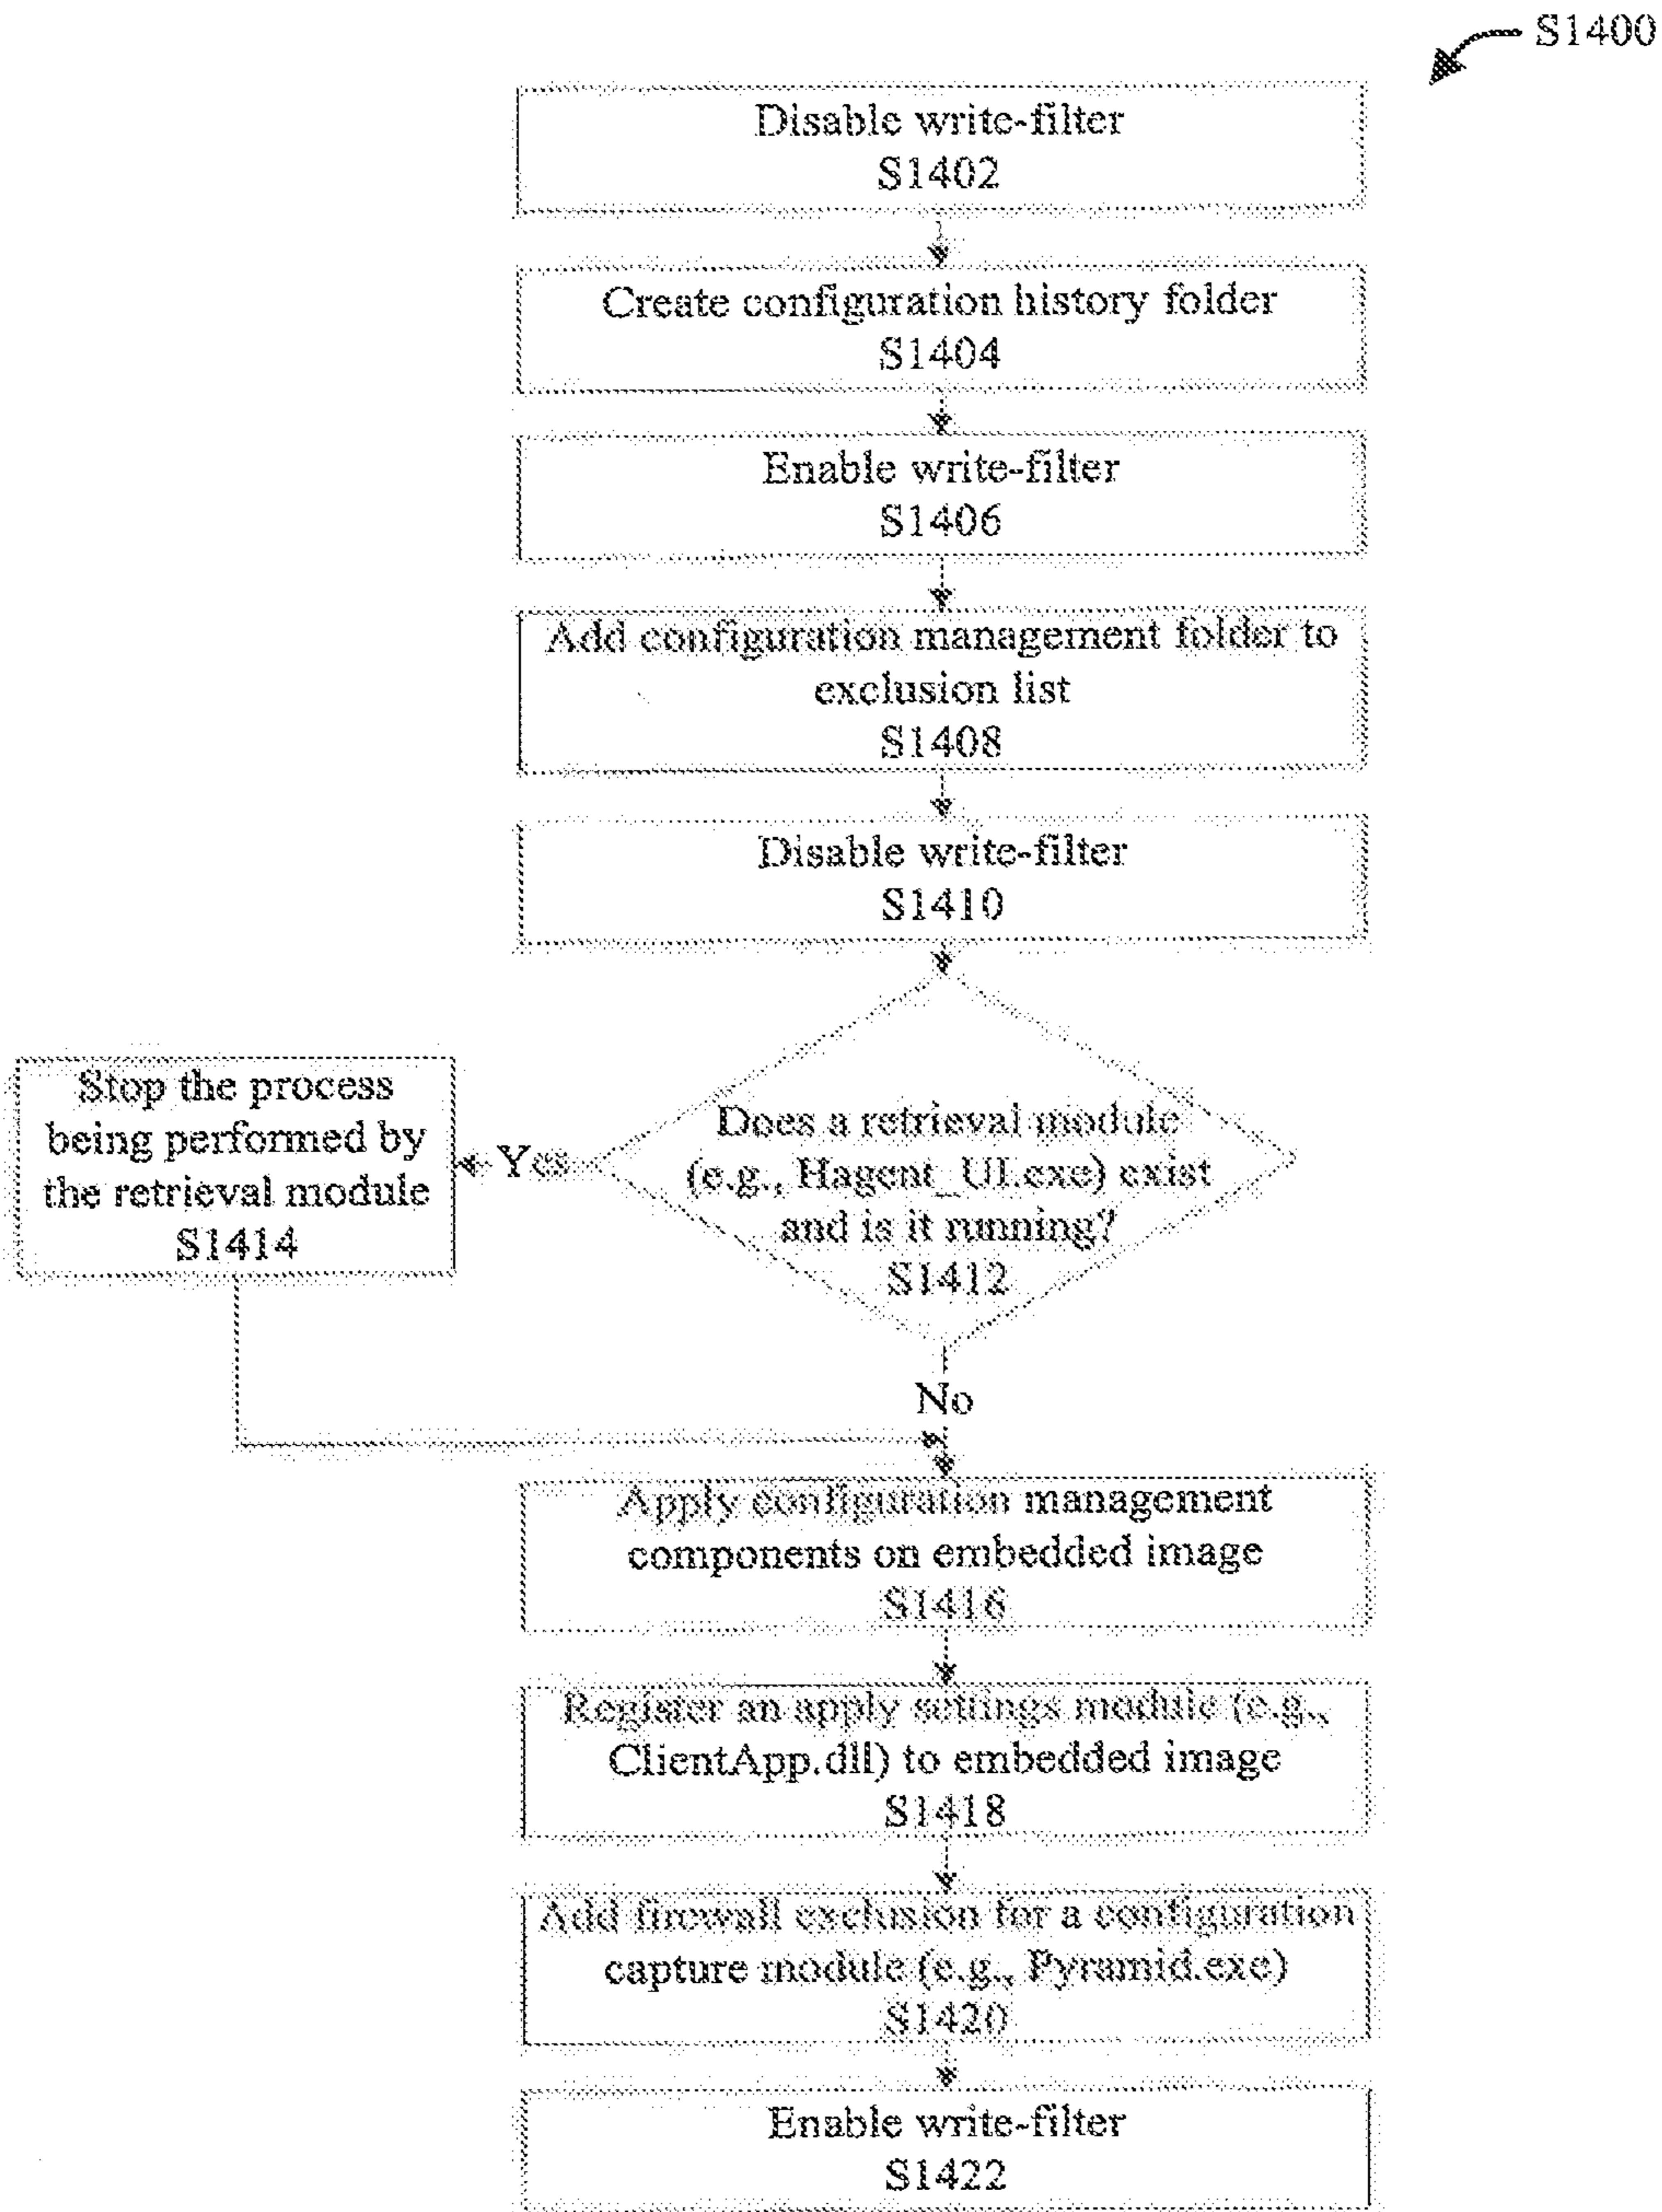 S1400
Disable write-filter
S1402
Create configuration history folder
S1404
Enable write-filter
S1406
Add configuration management folder to
exclusion list
S1408
Disable write-filter
S1410
Does a retrieval module
(e.g., Hagent_UI.exe) exist
and is it running?
S1412
Yes
Stop the process
being performed by
the retrieval module
S1414
No
Apply configuration management
components on embedded image
S1416
Register an apply settings module (e.g.,
ClientApp.dll) to embedded image
S1418
Add firewall exclusion for a configuration
capture module (e.g., Pyramid.exe)
S1420
Enable write-filter
S1422